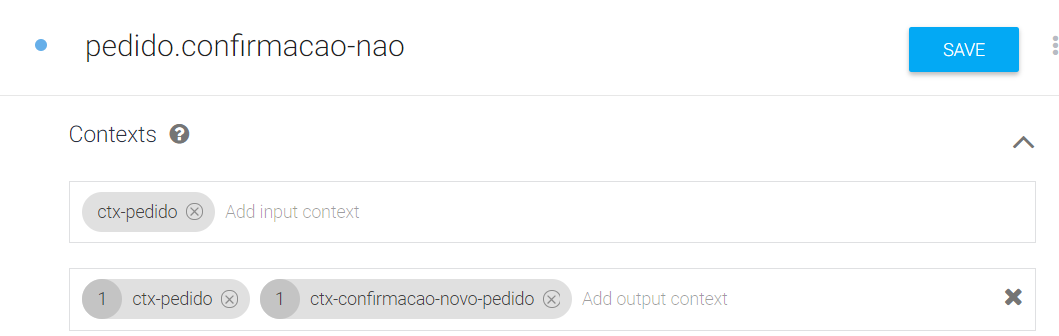 pedido.confirmacao-nao SAVE
Contexts ?
ctx-pedido Add input context
1 ctx-pedido 1 ctx-confirmacao-novo-pedido Add output context